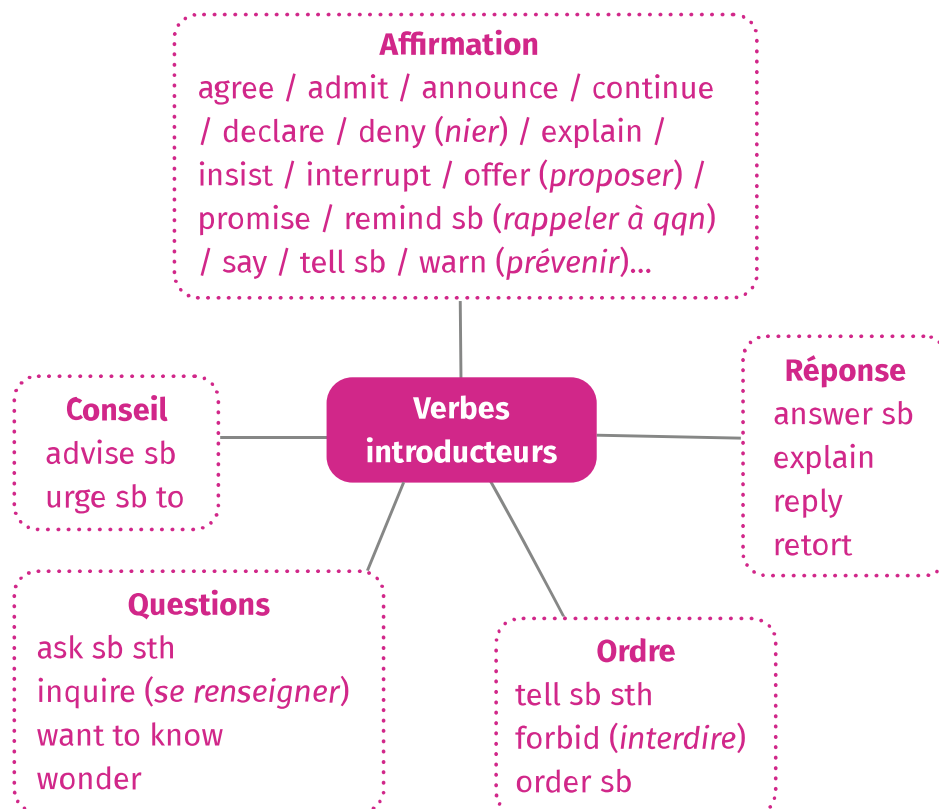 Affirmation
agree / admit / announce / continue
/ declare / deny (nier) / explain /
insist / interrupt / offer (proposer) /
promise / remind sb (rappeler à qqn)
/ say / tell sb / warn (prévenir)...
Verbes
introducteurs
Conseil
advise sb
urge sb to
Réponse
answer sb
explain
reply
retort
Questions
ask sb sth
inquire (se renseigner)
want to know
wonder
Ordre
tell sb sth
forbid (interdire)
order sb